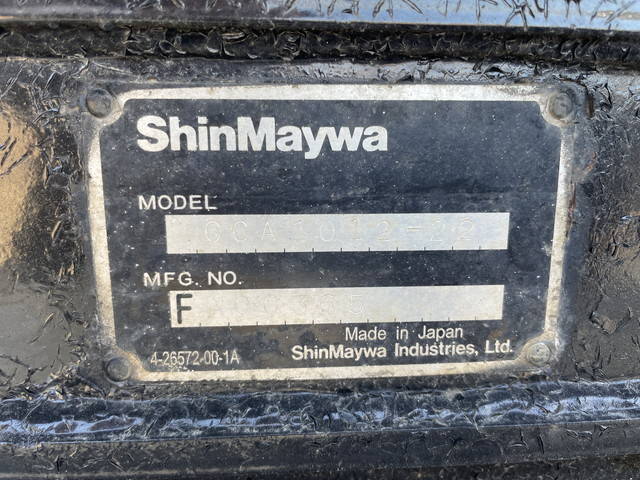 ShinMaywa
MODEL
MFG. NO.
F
Made in Japan
4-26572-00-1A
ShinMaywa Industries, Ltd.